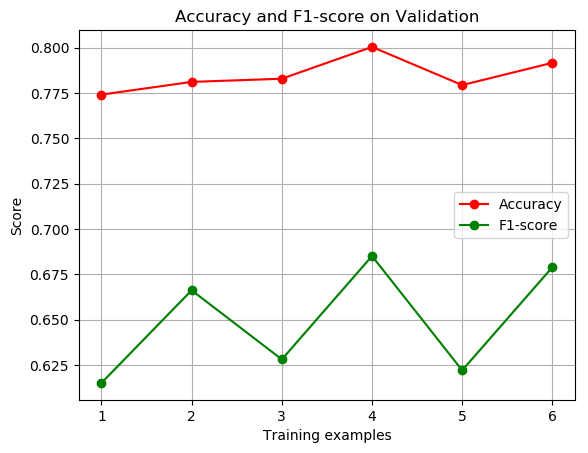 Accuracy and F1-score on Validation
0.800
0.775
0.750
0.725
0.700
0.675
0.650
0.625
Score
Accuracy
F1-score
1 2 3 4 5 6
Training examples